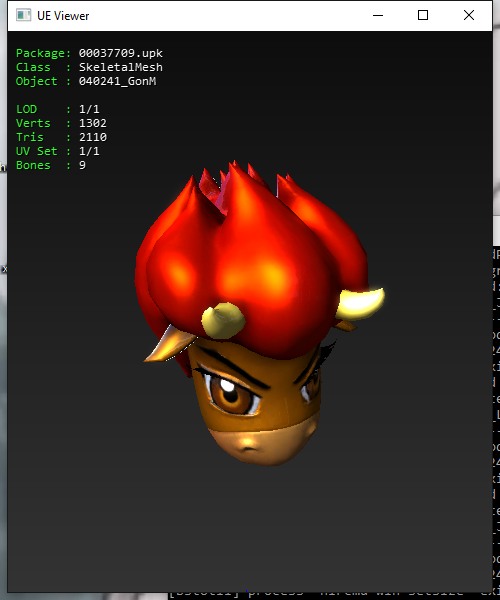 UE Viewer
Package: 00037709.upk
Class  : SkeletalMesh
Object : 040241_GonM
LOD    : 1/1
Verts  : 1302
Tris   : 2110
UV Set : 1/1
Bones  : 9